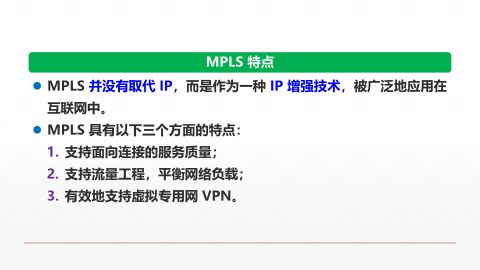 MPLS 特点
MPLS 并没有取代 IP，而是作为一种 IP 增强技术，被广泛地应用在
互联网中。
MPLS 具有以下三个方面的特点：
1. 支持面向连接的服务质量；
2. 支持流量工程，平衡网络负载；
3. 有效地支持虚拟专用网 VPN。